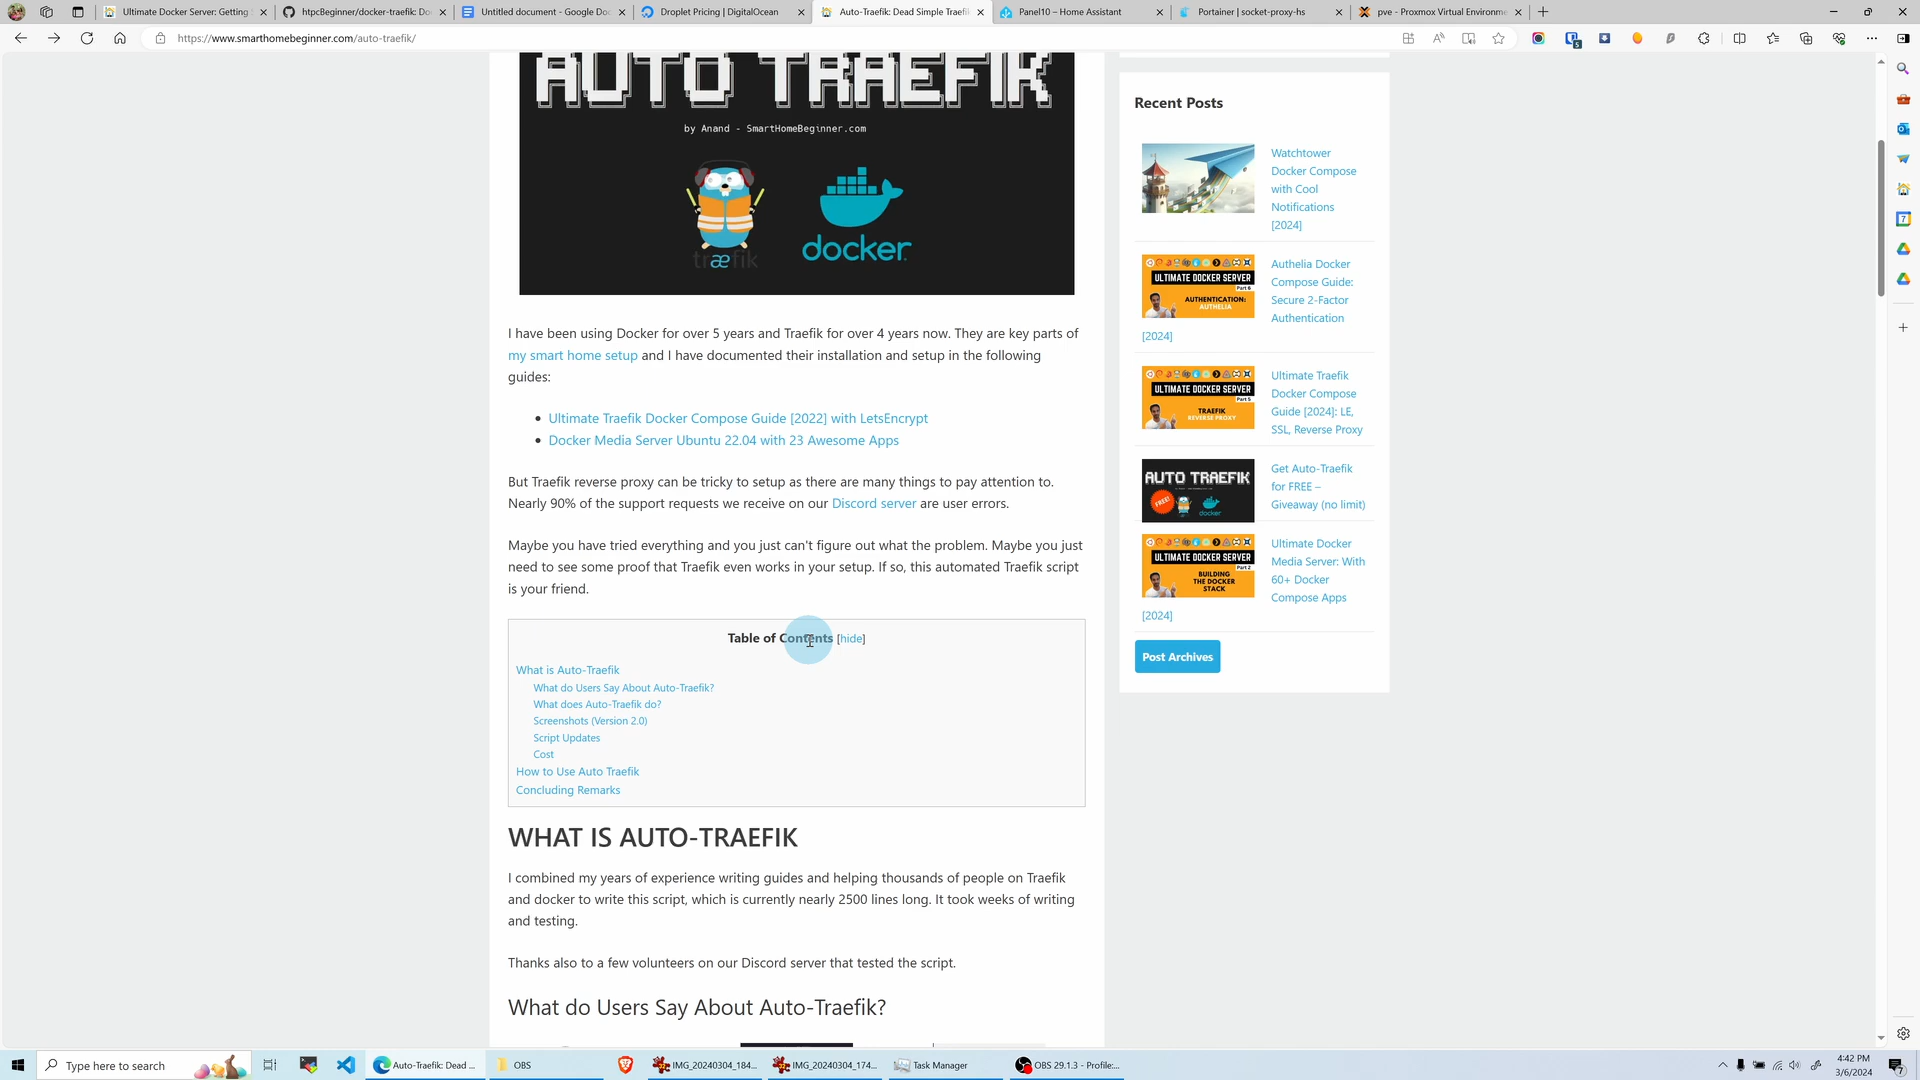 Ultimate Docker Server: Getting
htpcBeginner/docker-traefik: Do
Untitled document - Google Doc
Droplet Pricing | DigitalOcean
Auto-Traefik: Dead Simple Traefi
Panel10 – Home Assistant
Portainer | socket-proxy-hs
pve - Proxmox Virtual Environme
https://www.smarthomebeginner.com/auto-traefik/
AUTO TRAEFIK
by Anand - SmartHomeBeginner.com
træfik
docker
I have been using Docker for over 5 years and Traefik for over 4 years now. They are key parts of
my smart home setup and I have documented their installation and setup in the following
guides:
Ultimate Traefik Docker Compose Guide [2022] with LetsEncrypt
Docker Media Server Ubuntu 22.04 with 23 Awesome Apps
But Traefik reverse proxy can be tricky to setup as there are many things to pay attention to.
Nearly 90% of the support requests we receive on our Discord server are user errors.
Maybe you have tried everything and you just can't figure out what the problem. Maybe you just
need to see some proof that Traefik even works in your setup. If so, this automated Traefik script
is your friend.
Table of Contents [hide]
What is Auto-Traefik
What do Users Say About Auto-Traefik?
What does Auto-Traefik do?
Screenshots (Version 2.0)
Script Updates
Cost
How to Use Auto Traefik
Concluding Remarks
WHAT IS AUTO-TRAEFIK
I combined my years of experience writing guides and helping thousands of people on Traefik
and docker to write this script, which is currently nearly 2500 lines long. It took weeks of writing
and testing.
Thanks also to a few volunteers on our Discord server that tested the script.
What do Users Say About Auto-Traefik?
Recent Posts
Watchtower
Docker Compose
with Cool
Notifications
[2024]
ULTIMATE DOCKER SERVER
Part 6
AUTHENTICATION:
AUTHELIA
Authelia Docker
Compose Guide:
Secure 2-Factor
Authentication
[2024]
ULTIMATE DOCKER SERVER
Part 5
TRAEFIK
REVERSE PROXY
Ultimate Traefik
Docker Compose
Guide [2024]: LE,
SSL, Reverse Proxy
AUTO TRAEFIK
FREE!
docker
Get Auto-Traefik
for FREE –
Giveaway (no limit)
ULTIMATE DOCKER SERVER
Part 2
BUILDING
THE DOCKER
STACK
Ultimate Docker
Media Server: With
60+ Docker
Compose Apps
[2024]
Post Archives
Type here to search
Auto-Traefik: Dead ...
OBS
IMG_20240304_184...
IMG_20240304_174...
Task Manager
OBS 29.1.3 - Profile:...
4:42 PM
3/6/2024